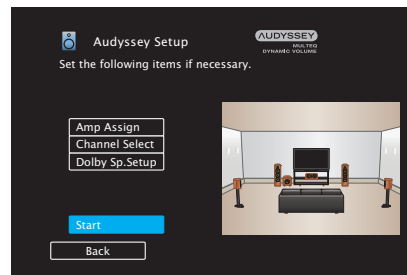 Audyssey Setup
AUDYSSEY
MULTEQ
DYNAMIC VOLUME
Set the following items if necessary.
Amp Assign
Channel Select
Dolby Sp.Setup
Start
Back